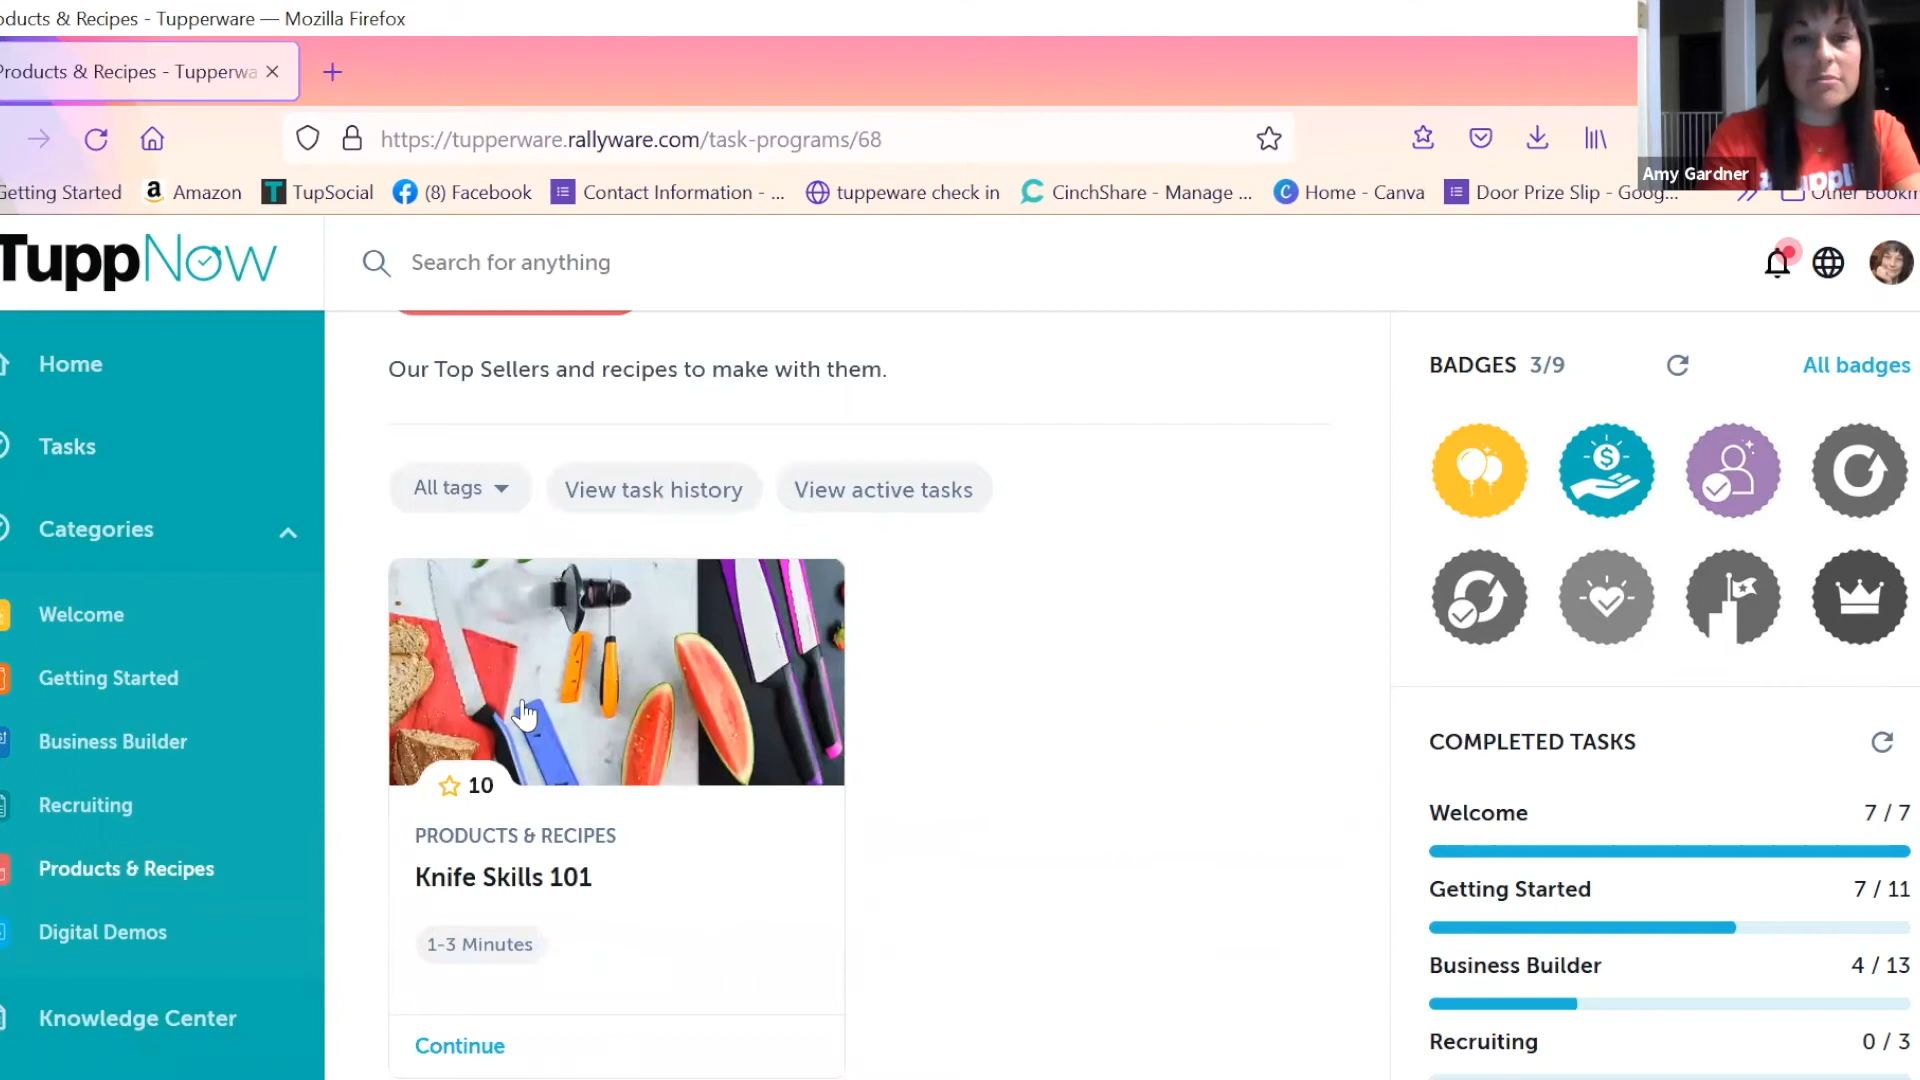 oducts & Recipes - Tupperware — Mozilla Firefox
Products & Recipes - Tupperwa
https://tupperware.rallyware.com/task-programs/68
Getting Started
a Amazon
T TupSocial
(8) Facebook
Contact Information - ...
tuppeware check in
CinchShare - Manage ...
C Home - Canva
Door Prize Slip - Goog...
Other Bookm
Amy Gardner
TuppNow
Search for anything
Home
Tasks
Categories
Welcome
Getting Started
Business Builder
Recruiting
Products & Recipes
Digital Demos
Knowledge Center
Our Top Sellers and recipes to make with them.
All tags
View task history
View active tasks
10
PRODUCTS & RECIPES
Knife Skills 101
1-3 Minutes
Continue
BADGES 3/9
All badges
COMPLETED TASKS
Welcome 7 / 7
Getting Started 7 / 11
Business Builder 4 / 13
Recruiting 0 / 3